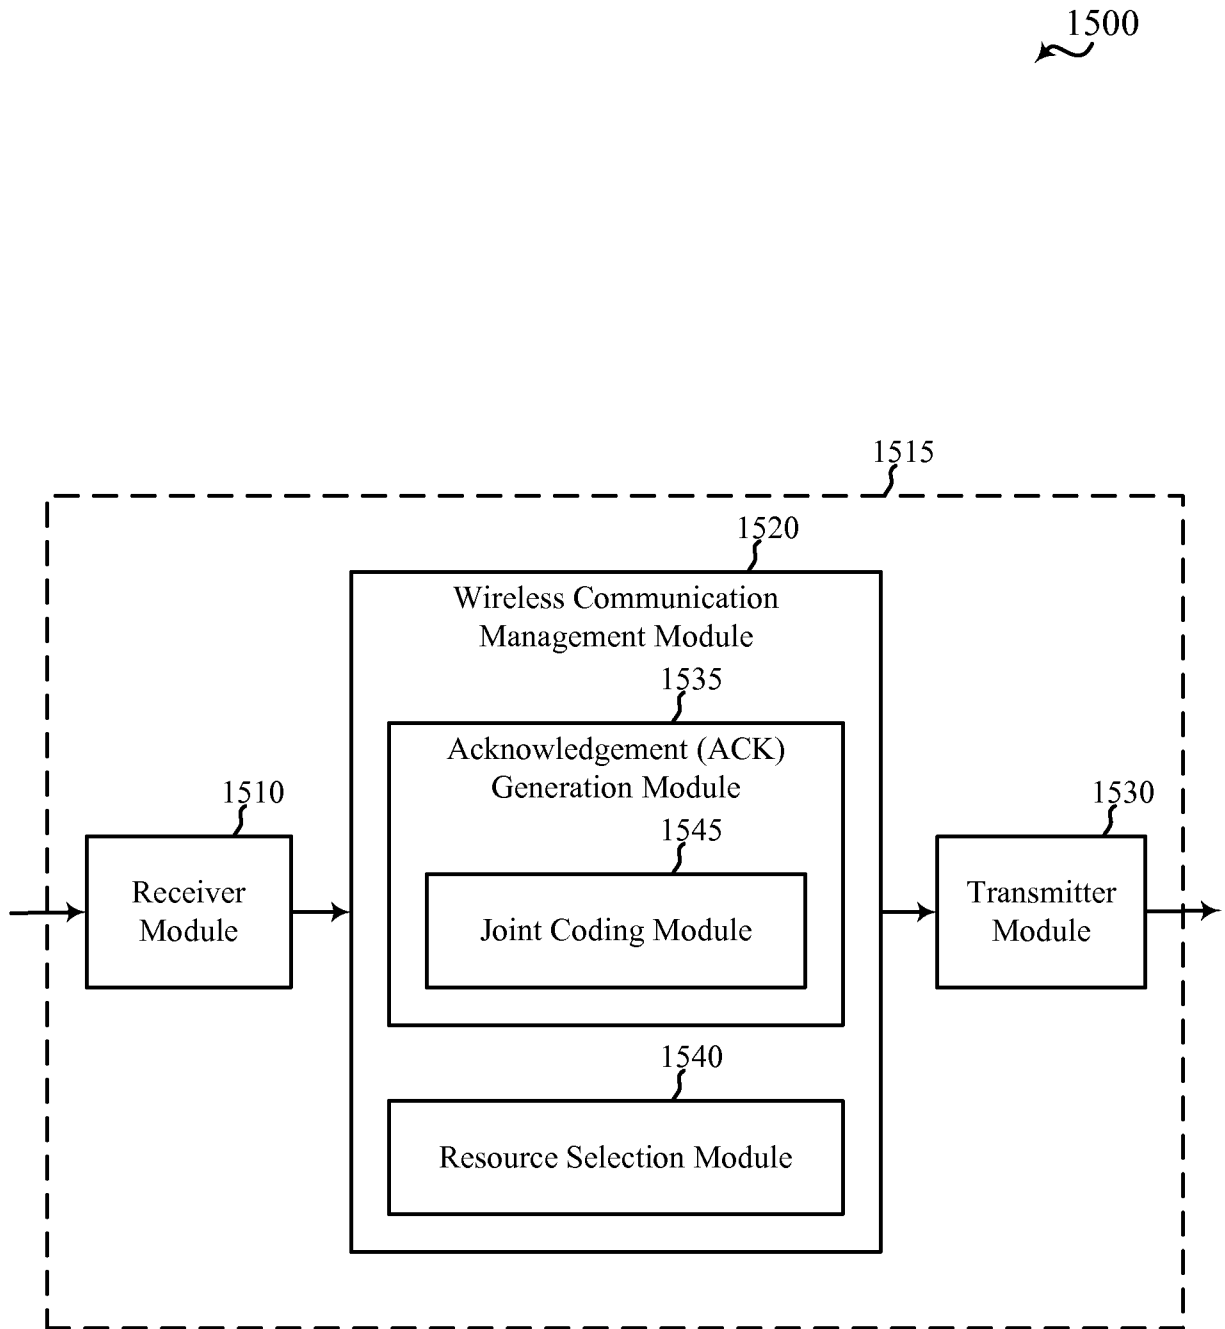 1500
1515
1520
Wireless Communication
Management Module
1535
Acknowledgement (ACK)
Generation Module
1510
1545
1530
Receiver
Module
Joint Coding Module
Transmitter
Module
1540
Resource Selection Module